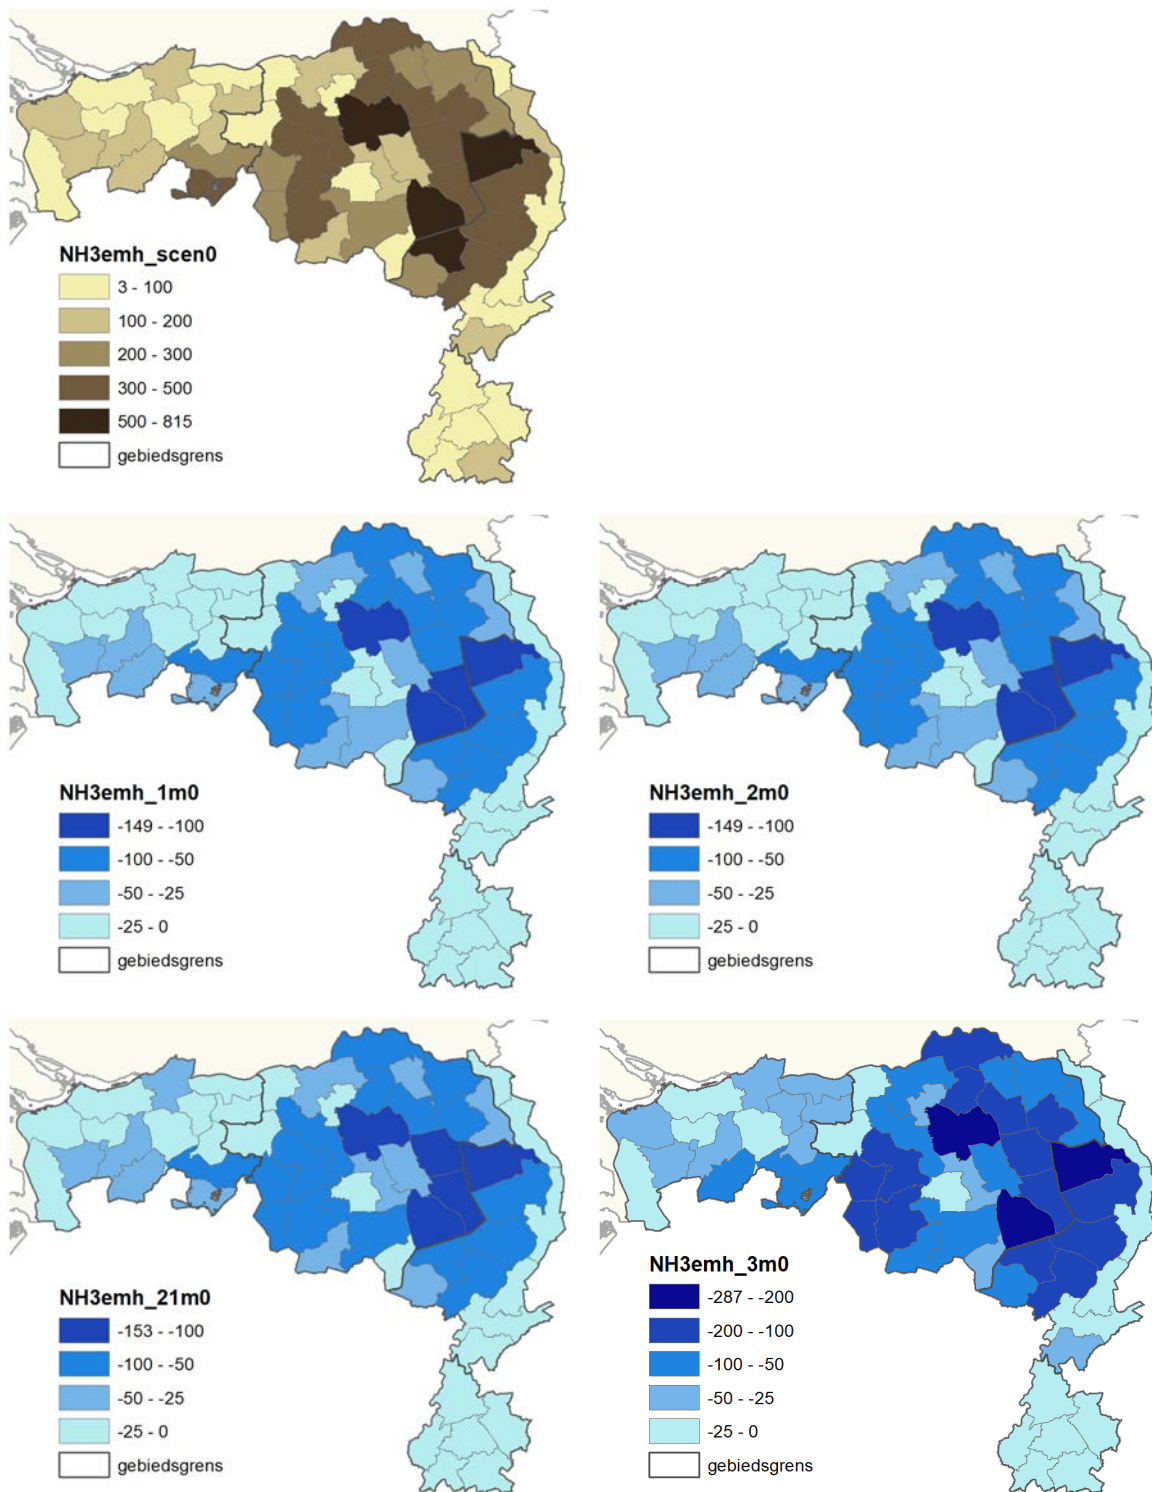 NH3emh_scen0
3 - 100
100 - 200
200 - 300
300 - 500
500 - 815
gebiedsgrens
NH3emh_1m0
-149 - -100
-100 - -50
-50 - -25
-25 - 0
gebiedsgrens
NH3emh_2m0
-149 - -100
-100 - -50
-50 - -25
-25 - 0
gebiedsgrens
NH3emh_21m0
-153 - -100
-100 - -50
-50 - -25
-25 - 0
gebiedsgrens
NH3emh_3m0
-287 - -200
-200 - -100
-100 - -50
-50 - -25
-25 - 0
gebiedsgrens